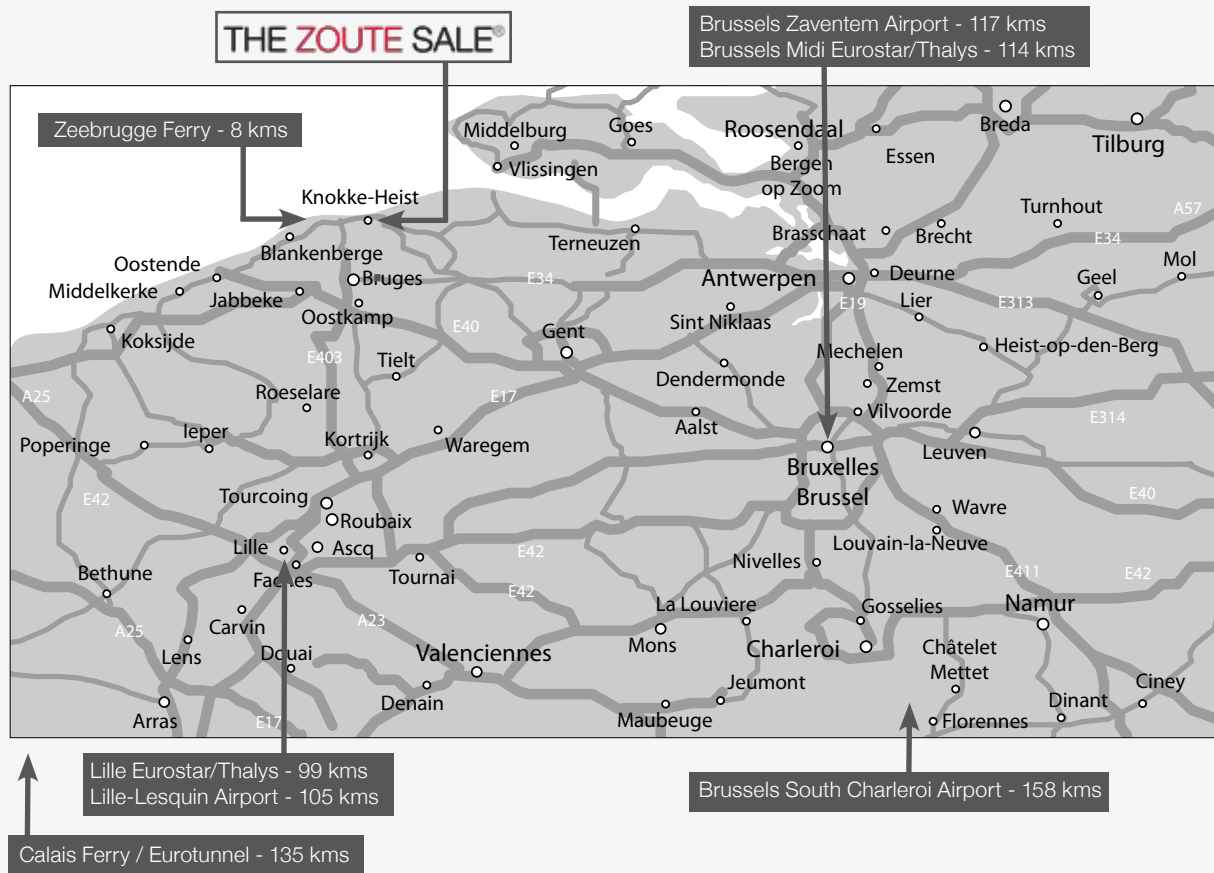 THE ZOUTE SALE®
Brussels Zaventem Airport - 117 kms
Brussels Midi Eurostar/Thalys - 114 kms
Zeebrugge Ferry - 8 kms
Middelburg
Goes
Roosendaal
Breda
Tilburg
Vlissingen
Bergen
op Zoom
Essen
Knokke-Heist
Turnhout
A57
Blankenberge
Terneuzen
Brasschaat
Brecht
E34
Oostende
Mol
Middelkerke
Jabbeke
Bruges
E34
Antwerpen
Deurne
Geel
Oostkamp
E19
Lier
E313
Koksijde
E40
Gent
Sint Niklaas
E403
Tielt
Mechelen
Heist-op-den-Berg
A25
Roeselare
E17
Dendermonde
Zemst
Vilvoorde
E314
Poperinge
Ieper
Kortrijk
Waregem
Aalst
Leuven
Bruxelles
Brussel
E42
Tourcoing
E40
Roubaix
Wavre
Lille
Ascq
E42
Nivelles
Louvain-la-Neuve
Bethune
Faches
Tournai
E42
E411
E42
A25
Carvin
A23
La Louviere
Gosselies
Namur
Lens
Douai
Valenciennes
Mons
Charleroi
Châtelet
Mettet
Arras
E17
Denain
Maubeuge
Jeumont
Florennes
Dinant
Ciney
Lille Eurostar/Thalys - 99 kms
Lille-Lesquin Airport - 105 kms
Brussels South Charleroi Airport - 158 kms
Calais Ferry / Eurotunnel - 135 kms